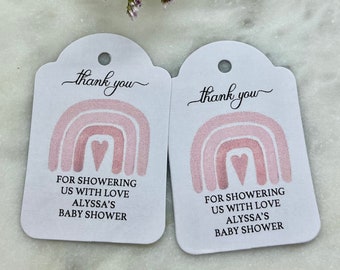 thank you
FOR SHOWERING
US WITH LOVE
ALYSSA'S
BABY SHOWER
thank you
FOR SHOWERING
US WITH LOVE
ALYSSA'S
BABY SHOWER